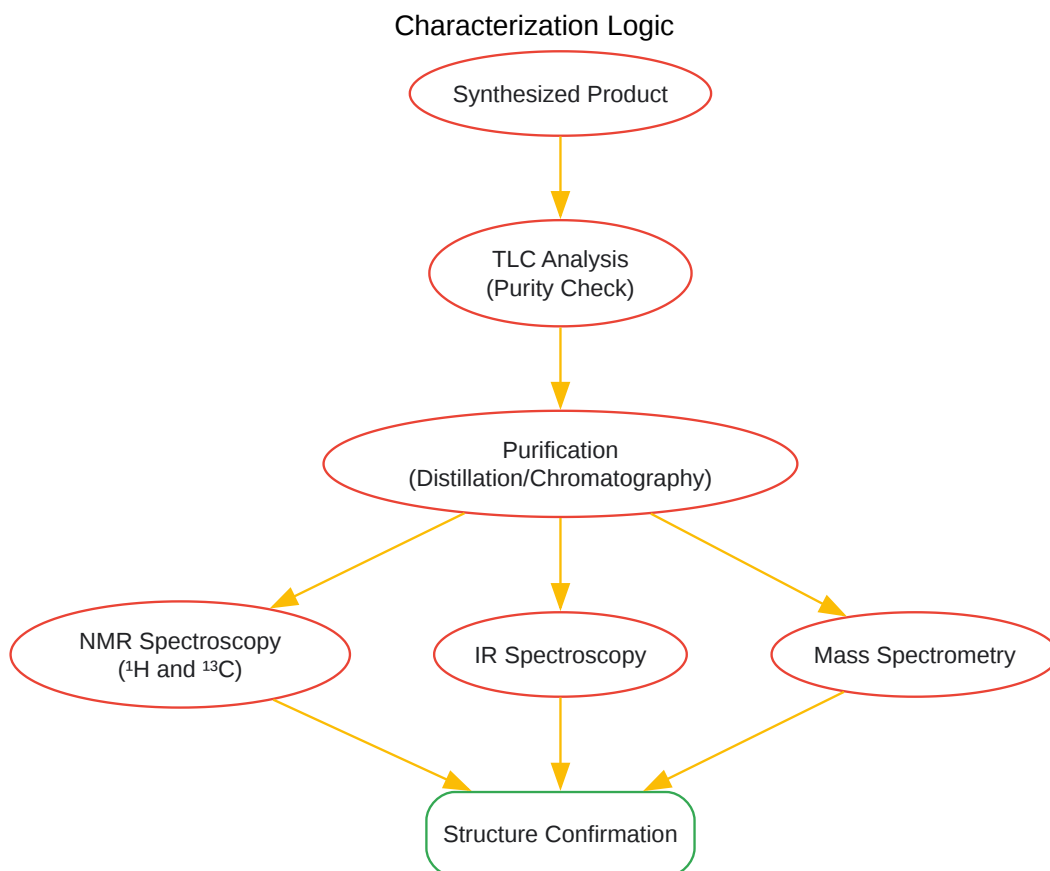 Characterization Logic
Synthesized Product
TLC Analysis
(Purity Check)
Purification
(Distillation/Chromatography)
NMR Spectroscopy
(¹H and ¹³C)
IR Spectroscopy
Mass Spectrometry
Structure Confirmation